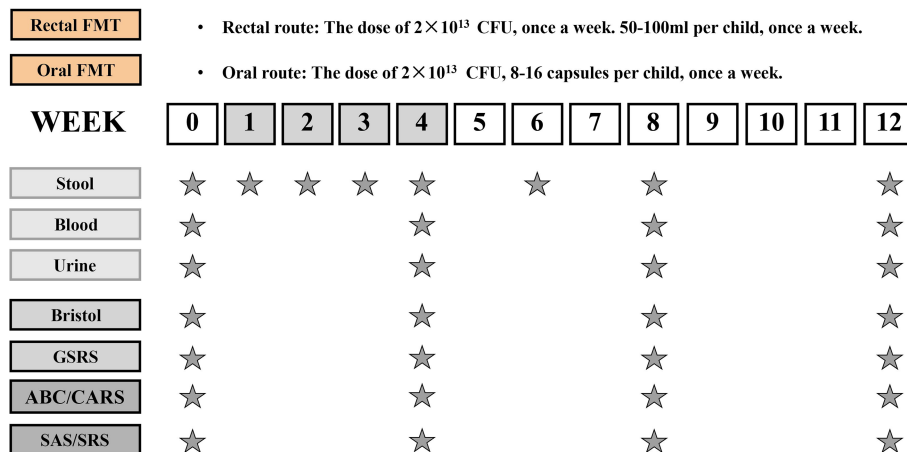 Rectal FMT
• Rectal route: The dose of 2×10¹³ CFU, once a week. 50-100ml per child, once a week.
Oral FMT
• Oral route: The dose of 2×10¹³ CFU, 8-16 capsules per child, once a week.
WEEK 0 1 2 3 4 5 6 7 8 9 10 11 12
Stool
Blood
Urine
Bristol
GSRS
ABC/CARS
SAS/SRS